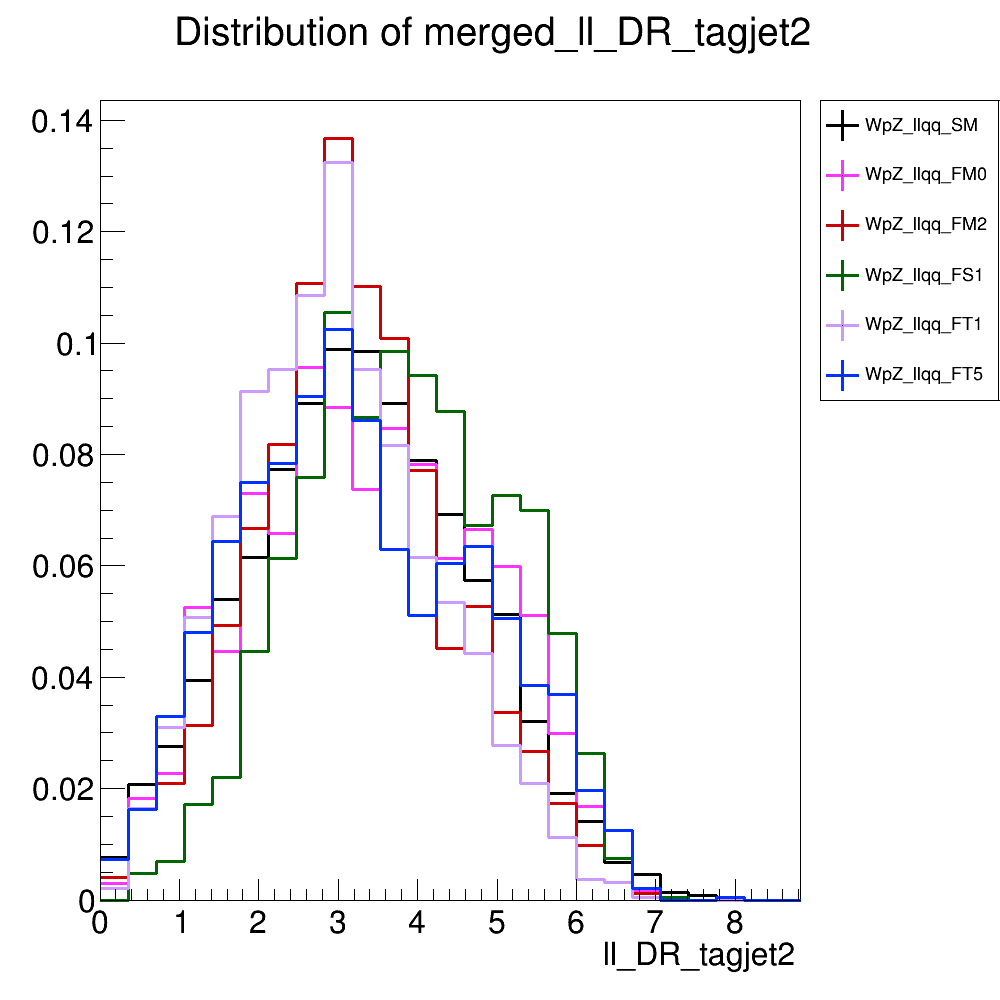 Distribution of merged_ll_DR_tagjet2
0.14
0.12
0.1
0.08
0.06
0.04
0.02
0
0 1 2 3 4 5 6 7 8
ll_DR_tagjet2
WpZ_llqq_SM
WpZ_llqq_FM0
WpZ_llqq_FM2
WpZ_llqq_FS1
WpZ_llqq_FT1
WpZ_llqq_FT5